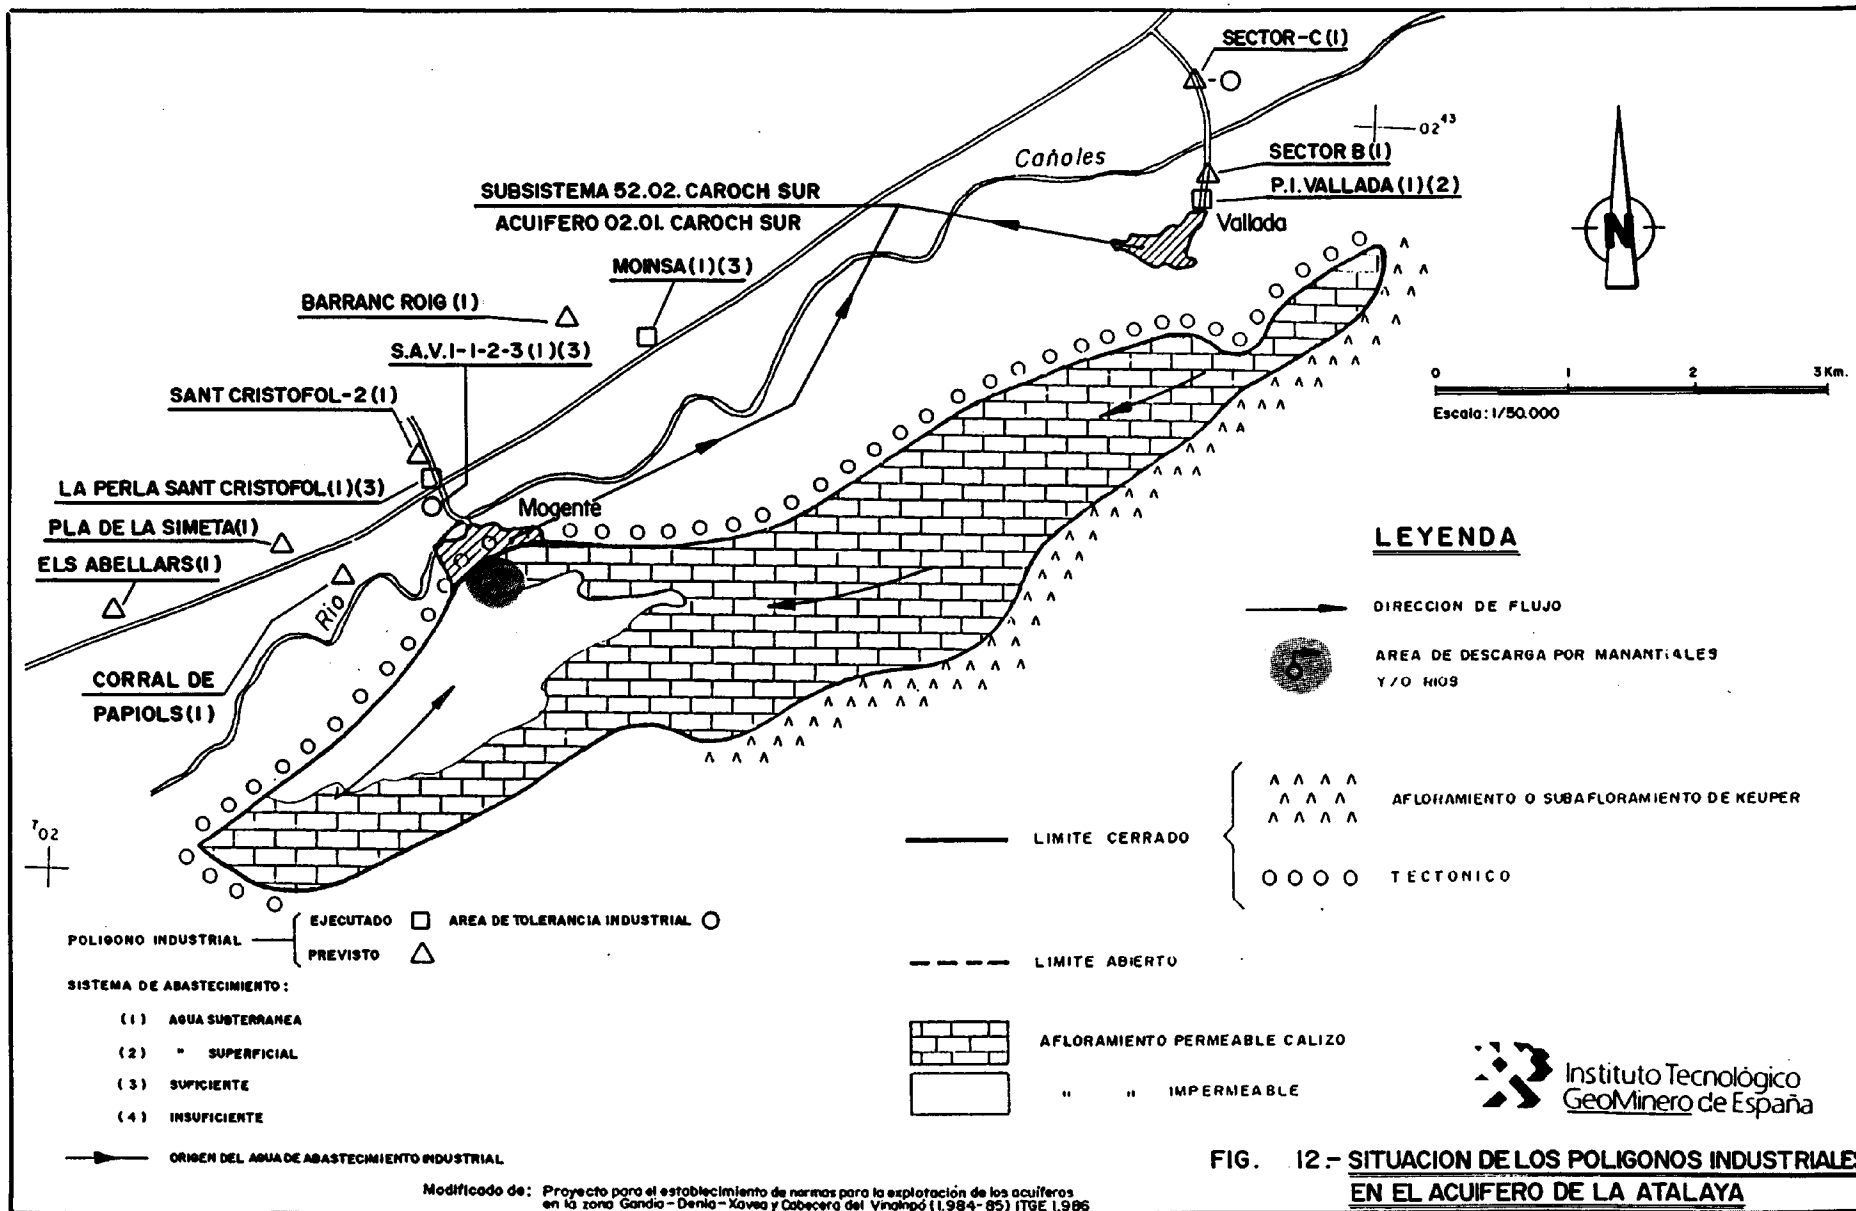 SECTOR-C (1)
02⁴³
Cañoles
SECTOR B (1)
P.I. VALLADA (1) (2)
Vallada
SUBSISTEMA 52.02. CAROCH SUR
ACUIFERO 02.01. CAROCH SUR
MOINSA (1) (3)
BARRANC ROIG (1)
S.A.V.1-1-2-3 (1) (3)
SANT CRISTOFOL-2 (1)
LA PERLA SANT CRISTOFOL (1) (3)
PLA DE LA SIMETA (1)
ELS ABELLARS (1)
Mogente
Rio
CORRAL DE
PAPIOLS (1)
⁷02
N
0 1 2 3 Km.
Escala: 1/50.000
LEYENDA
DIRECCION DE FLUJO
AREA DE DESCARGA POR MANANTIALES
Y/O RIOS
LIMITE CERRADO
AFLORAMIENTO O SUBAFLORAMIENTO DE KEUPER
TECTONICO
LIMITE ABIERTO
AFLORAMIENTO PERMEABLE CALIZO
" " IMPERMEABLE
POLIGONO INDUSTRIAL
EJECUTADO
AREA DE TOLERANCIA INDUSTRIAL
PREVISTO
SISTEMA DE ABASTECIMIENTO:
(1) AGUA SUBTERRANEA
(2) " SUPERFICIAL
(3) SUFICIENTE
(4) INSUFICIENTE
ORIGEN DEL AGUA DE ABASTECIMIENTO INDUSTRIAL
Modificado de: Proyecto para el establecimiento de normas para la explotación de los acuiferos
en la zona Gandia-Denia-Xavea y Cabecera del Vinalopó (1.984-85) ITGE 1.986
Instituto Tecnológico
GeoMinero de España
FIG. 12.- SITUACION DE LOS POLIGONOS INDUSTRIALES
EN EL ACUIFERO DE LA ATALAYA